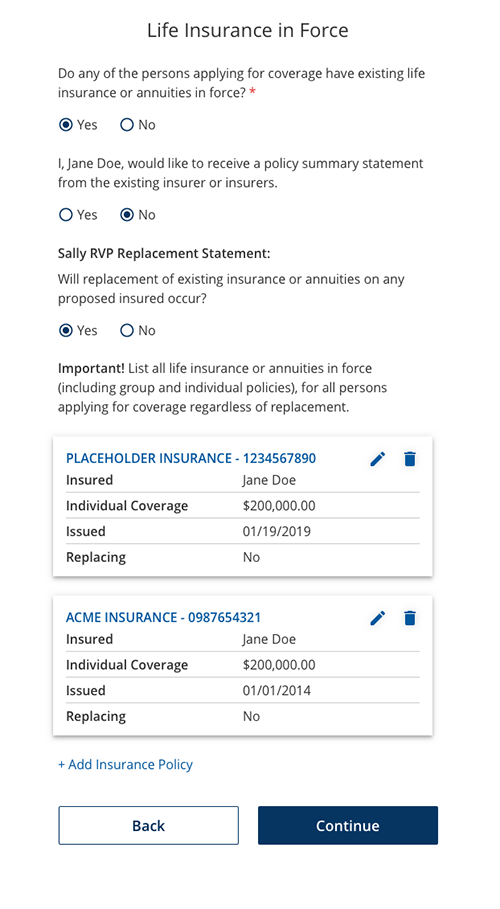 Life Insurance in Force
Do any of the persons applying for coverage have existing life
insurance or annuities in force? *
Yes No
I, Jane Doe, would like to receive a policy summary statement
from the existing insurer or insurers.
Yes No
Sally RVP Replacement Statement:
Will replacement of existing insurance or annuities on any
proposed insured occur?
Yes No
Important! List all life insurance or annuities in force
(including group and individual policies), for all persons
applying for coverage regardless of replacement.
PLACEHOLDER INSURANCE - 1234567890
Insured Jane Doe
Individual Coverage $200,000.00
Issued 01/19/2019
Replacing No
ACME INSURANCE - 0987654321
Insured Jane Doe
Individual Coverage $200,000.00
Issued 01/01/2014
Replacing No
+ Add Insurance Policy
Back Continue